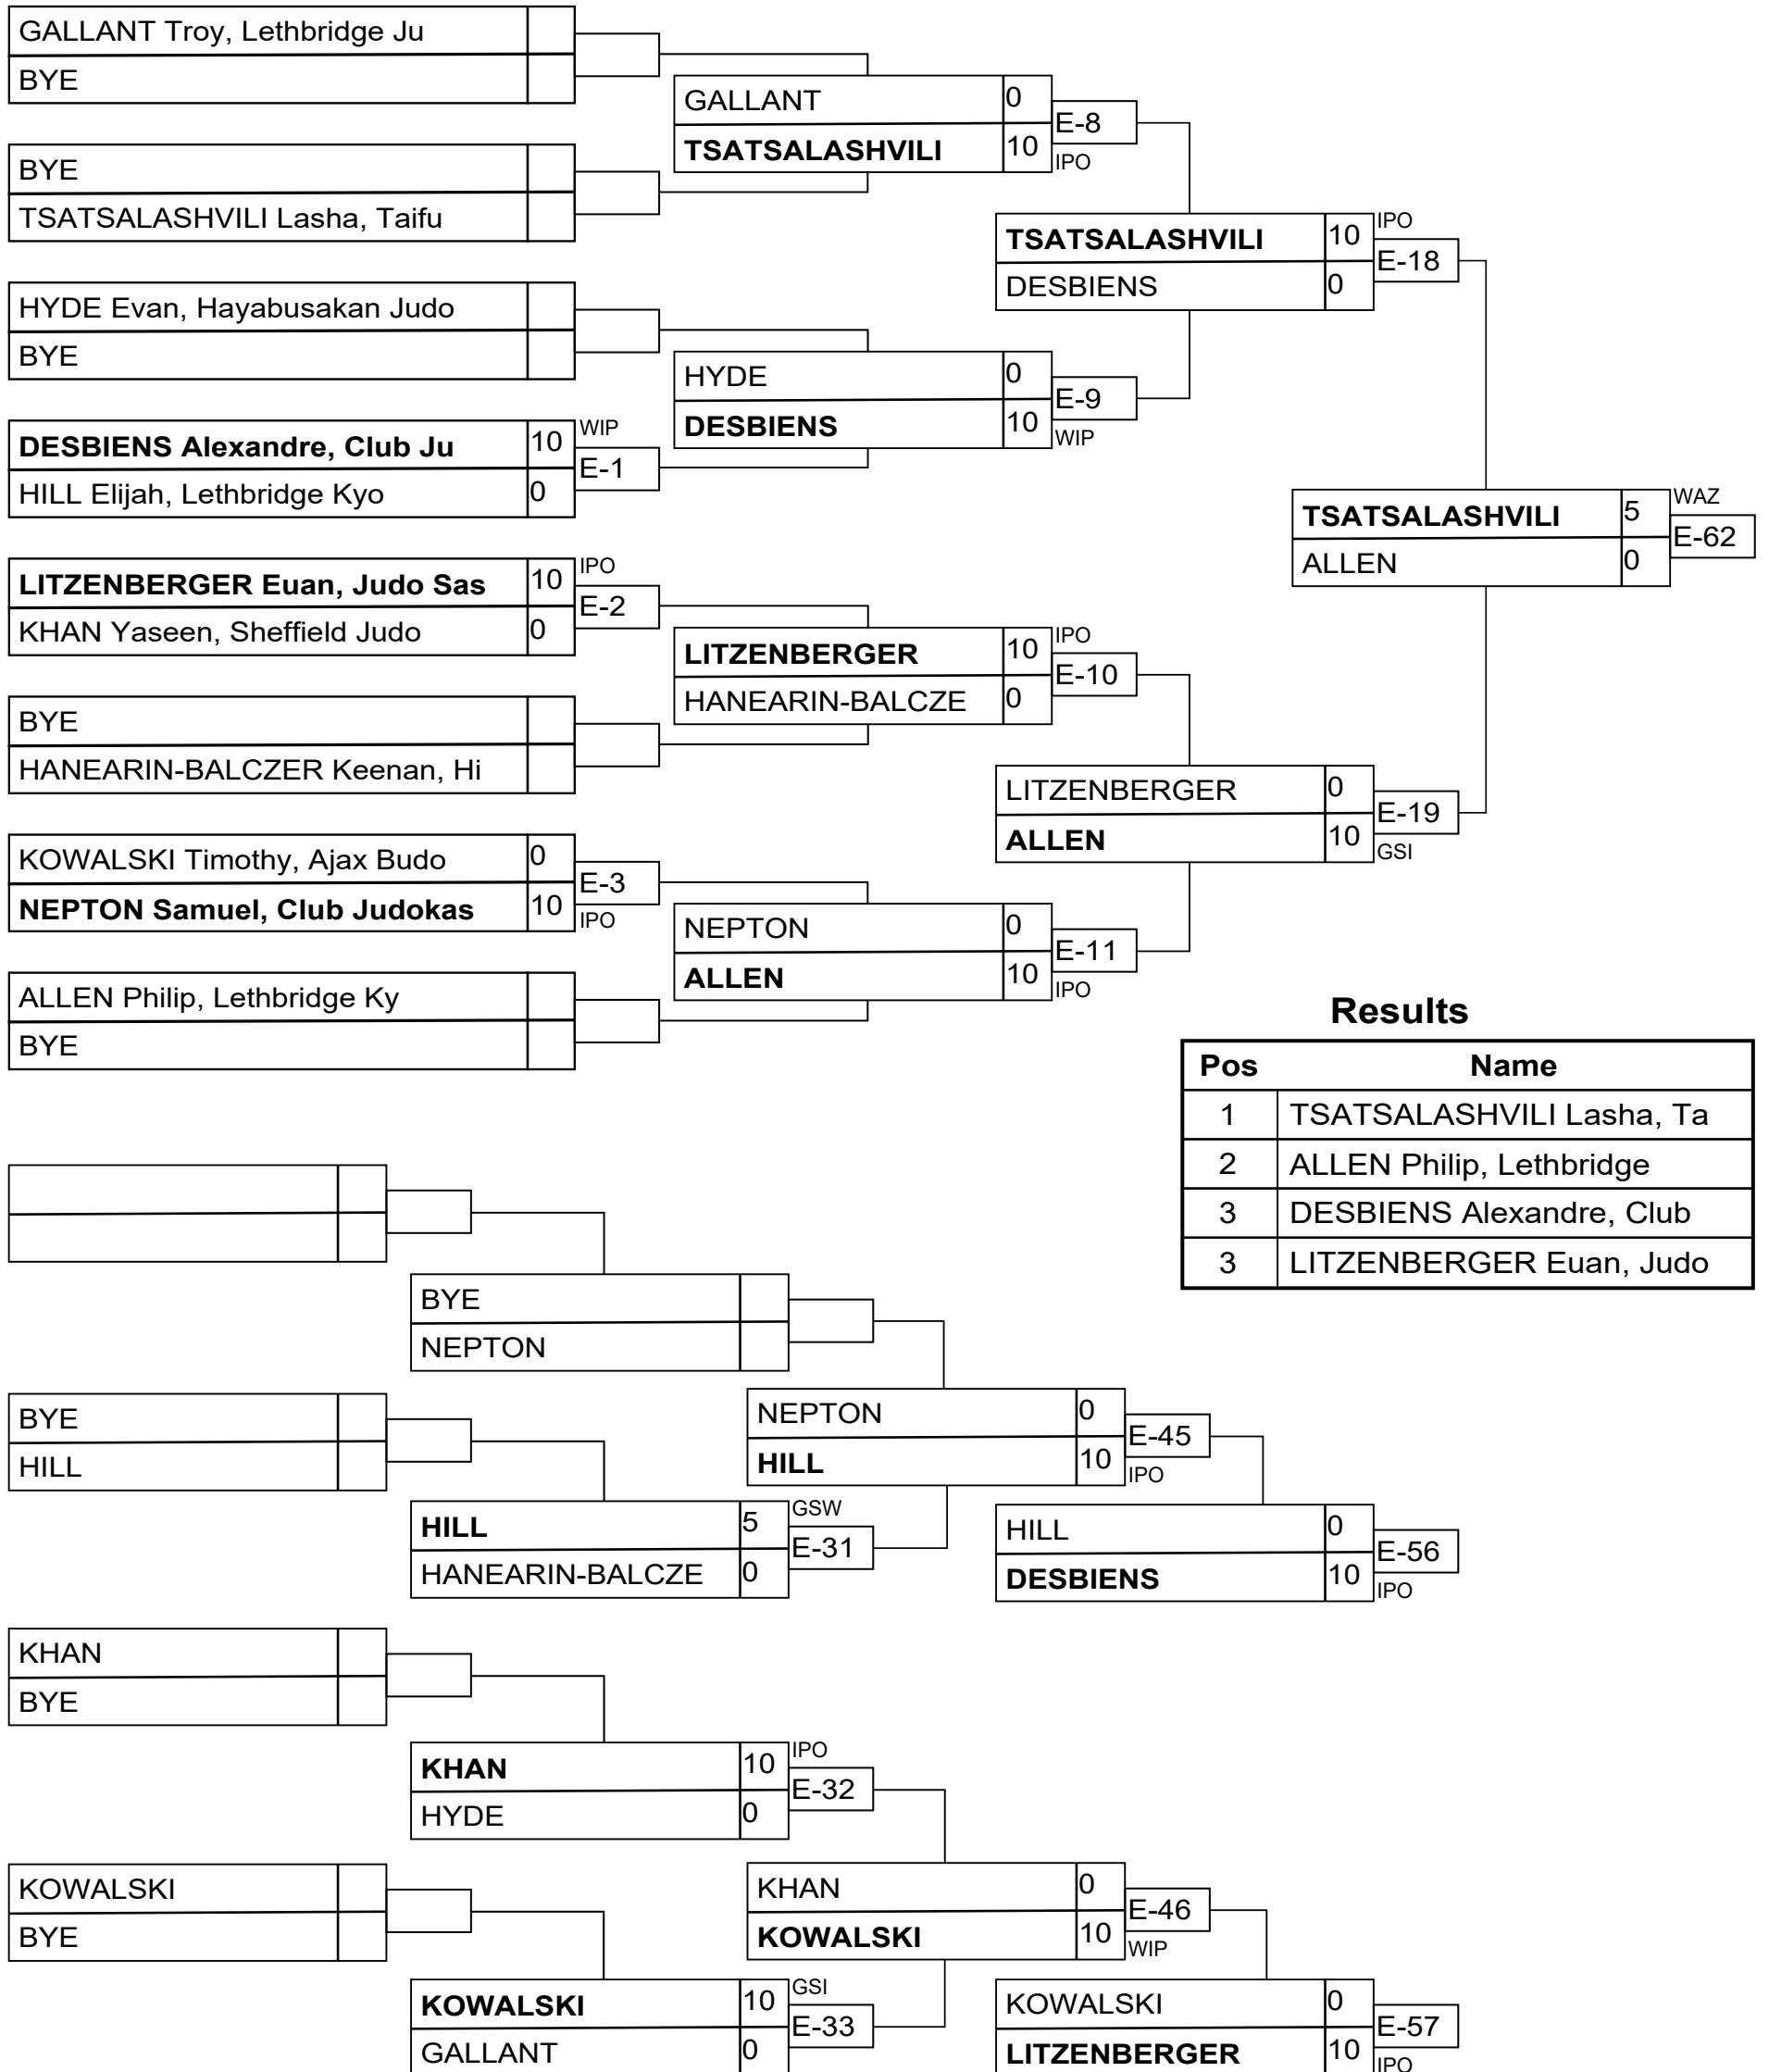 GALLANT Troy, Lethbridge Ju
BYE
BYE
TSATSALASHVILI Lasha, Taifu
HYDE Evan, Hayabusakan Judo
BYE
DESBIENS Alexandre, Club Ju 10 WIP
E-1
HILL Elijah, Lethbridge Kyo 0
LITZENBERGER Euan, Judo Sas 10 IPO
E-2
KHAN Yaseen, Sheffield Judo 0
BYE
HANEARIN-BALCZER Keenan, Hi
KOWALSKI Timothy, Ajax Budo 0
E-3
NEPTON Samuel, Club Judokas 10 IPO
ALLEN Philip, Lethbridge Ky
BYE
GALLANT 0
E-8
TSATSALASHVILI 10 IPO
HYDE 0
E-9
DESBIENS 10 WIP
LITZENBERGER 10 IPO
E-10
HANEARIN-BALCZE 0
NEPTON 0
E-11
ALLEN 10 IPO
TSATSALASHVILI 10 IPO
E-18
DESBIENS 0
LITZENBERGER 0
E-19
ALLEN 10 GSI
TSATSALASHVILI 5 WAZ
E-62
ALLEN 0
Results
Pos Name
1 TSATSALASHVILI Lasha, Ta
2 ALLEN Philip, Lethbridge
3 DESBIENS Alexandre, Club
3 LITZENBERGER Euan, Judo
BYE
NEPTON
BYE
HILL
HILL 5 GSW
E-31
HANEARIN-BALCZE 0
NEPTON 0
E-45
HILL 10 IPO
HILL 0
E-56
DESBIENS 10 IPO
KHAN
BYE
KHAN 10 IPO
E-32
HYDE 0
KOWALSKI
BYE
KOWALSKI 10 GSI
E-33
GALLANT 0
KHAN 0
E-46
KOWALSKI 10 WIP
KOWALSKI 0
E-57
LITZENBERGER 10 IPO